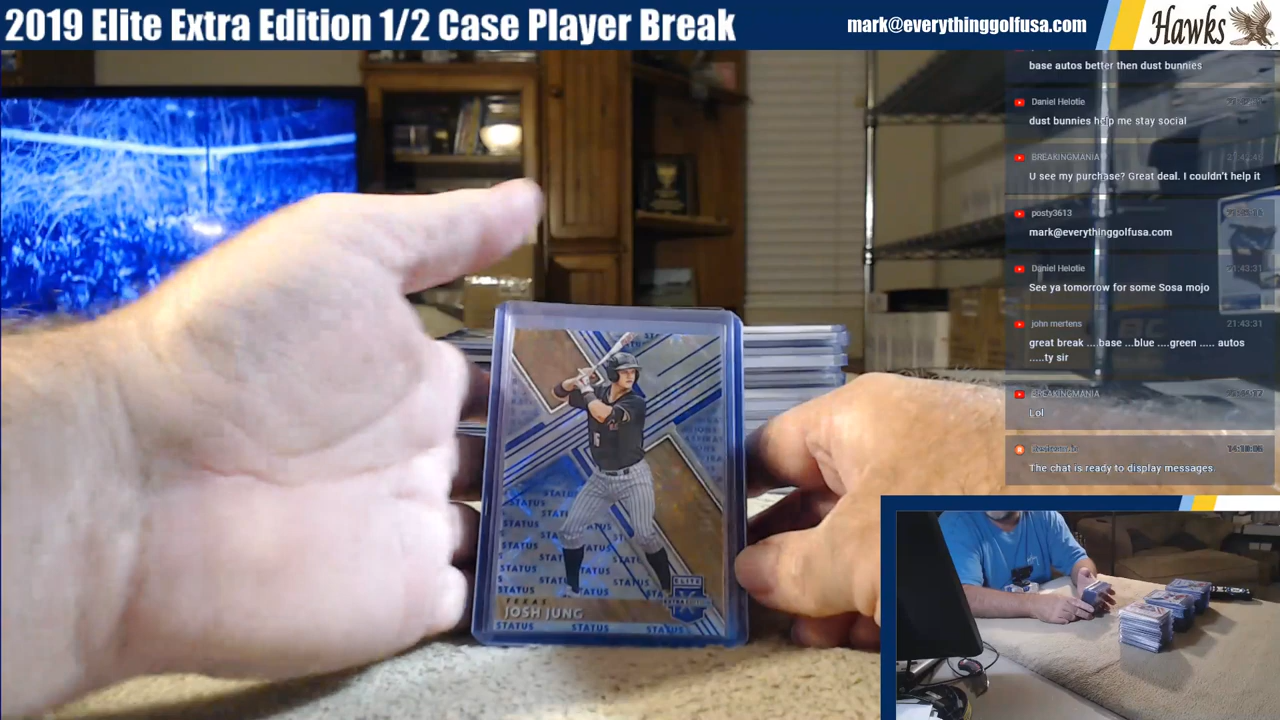 2019 Elite Extra Edition 1/2 Case Player Break
mark@everythinggolfusa.com
Hawks
base autos better then dust bunnies
Daniel Helotie
dust bunnies help me stay social
BREAKINGMANIA
U see my purchase? Great deal. I couldn't help it
posty3613
mark@everythinggolfusa.com
Daniel Helotie
See ya tomorrow for some Sosa mojo
john mertens
21:43:31
great break ....base ...blue ....green ..... autos
.....ty sir
BREAKINGMANIA
Lol
The chat is ready to display messages.
STATUS
STATUS
STATUS
STATUS
STATUS
STATUS
TEXAS
JOSH JUNG
ELITE
EXTRA EDITION
STATUS STATUS STATUS